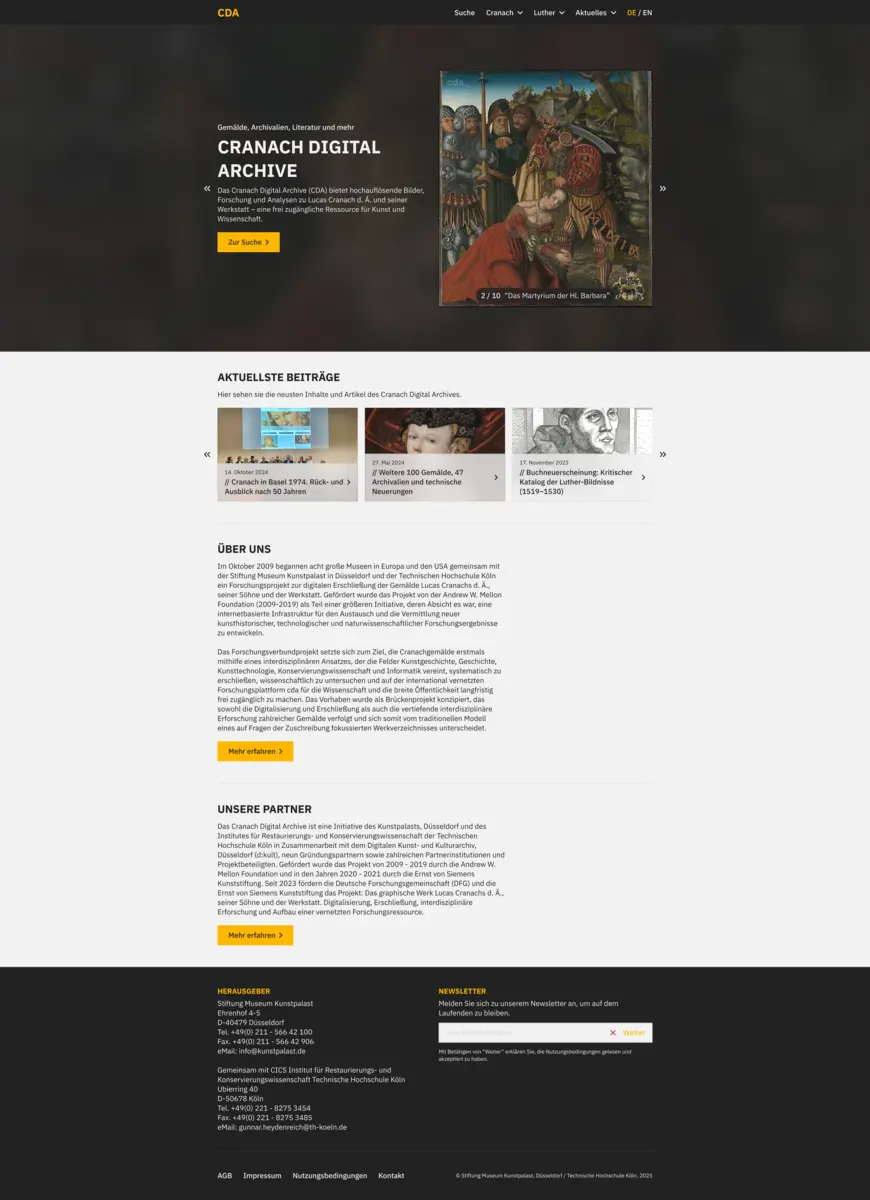 CDA
Suche Cranach Luther Aktuelles DE / EN
Gemälde, Archivalien, Literatur und mehr
CRANACH DIGITAL
ARCHIVE
Das Cranach Digital Archive (CDA) bietet hochauflösende Bilder,
Forschung und Analysen zu Lucas Cranach d. Ä. und seiner
Werkstatt – eine frei zugängliche Ressource für Kunst und
Wissenschaft.
Zur Suche
cda
2 / 10 "Das Martyrium der Hl. Barbara"
AKTUELLSTE BEITRÄGE
Hier sehen sie die neusten Inhalte und Artikel des Cranach Digital Archives.
14. Oktober 2024
// Cranach in Basel 1974. Rück- und
Ausblick nach 50 Jahren
27. Mai 2024
// Weitere 100 Gemälde, 47
Archivalien und technische
Neuerungen
17. November 2023
// Buchneuerscheinung: Kritischer
Katalog der Luther-Bildnisse
(1519–1530)
ÜBER UNS
Im Oktober 2009 begannen acht große Museen in Europa und den USA gemeinsam mit
der Stiftung Museum Kunstpalast in Düsseldorf und der Technischen Hochschule Köln
ein Forschungsprojekt zur digitalen Erschließung der Gemälde Lucas Cranachs d. Ä.,
seiner Söhne und der Werkstatt. Gefördert wurde das Projekt von der Andrew W. Mellon
Foundation (2009-2019) als Teil einer größeren Initiative, deren Absicht es war, eine
internetbasierte Infrastruktur für den Austausch und die Vermittlung neuer
kunsthistorischer, technologischer und naturwissenschaftlicher Forschungsergebnisse
zu entwickeln.
Das Forschungsverbundprojekt setzte sich zum Ziel, die Cranachgemälde erstmals
mithilfe eines interdisziplinären Ansatzes, der die Felder Kunstgeschichte, Geschichte,
Kunsttechnologie, Konservierungswissenschaft und Informatik vereint, systematisch zu
erschließen, wissenschaftlich zu untersuchen und auf der international vernetzten
Forschungsplattform cda für die Wissenschaft und die breite Öffentlichkeit langfristig
frei zugänglich zu machen. Das Vorhaben wurde als Brückenprojekt konzipiert, das
sowohl die Digitalisierung und Erschließung als auch die vertiefende interdisziplinäre
Erforschung zahlreicher Gemälde verfolgt und sich somit vom traditionellen Modell
eines auf Fragen der Zuschreibung fokussierten Werkverzeichnisses unterscheidet.
Mehr erfahren
UNSERE PARTNER
Das Cranach Digital Archive ist eine Initiative des Kunstpalasts, Düsseldorf und des
Institutes für Restaurierungs- und Konservierungswissenschaft der Technischen
Hochschule Köln in Zusammenarbeit mit dem Digitalen Kunst- und Kulturarchiv,
Düsseldorf (d:kult), neun Gründungspartnern sowie zahlreichen Partnerinstitutionen und
Projektbeteiligten. Gefördert wurde das Projekt von 2009 - 2019 durch die Andrew W.
Mellon Foundation und in den Jahren 2020 - 2021 durch die Ernst von Siemens
Kunststiftung. Seit 2023 fördern die Deutsche Forschungsgemeinschaft (DFG) und die
Ernst von Siemens Kunststiftung das Projekt: Das graphische Werk Lucas Cranachs d. Ä.,
seiner Söhne und der Werkstatt. Digitalisierung, Erschließung, interdisziplinäre
Erforschung und Aufbau einer vernetzten Forschungsressource.
Mehr erfahren
HERAUSGEBER
Stiftung Museum Kunstpalast
Ehrenhof 4-5
D-40479 Düsseldorf
Tel. +49(0) 211 - 566 42 100
Fax. +49(0) 211 - 566 42 906
eMail: info@kunstpalast.de
Gemeinsam mit CICS Institut für Restaurierungs- und
Konservierungswissenschaft Technische Hochschule Köln
Ubierring 40
D-50678 Köln
Tel. +49(0) 221 - 8275 3454
Fax. +49(0) 221 - 8275 3485
eMail: gunnar.heydenreich@th-koeln.de
NEWSLETTER
Melden Sie sich zu unserem Newsletter an, um auf dem
Laufenden zu bleiben.
Weiter
Mit Betätigen von "Weiter" erklären Sie, die Nutzungsbedingungen gelesen und
akzeptiert zu haben.
AGB Impressum Nutzungsbedingungen Kontakt
© Stiftung Museum Kunstpalast, Düsseldorf / Technische Hochschule Köln, 2025